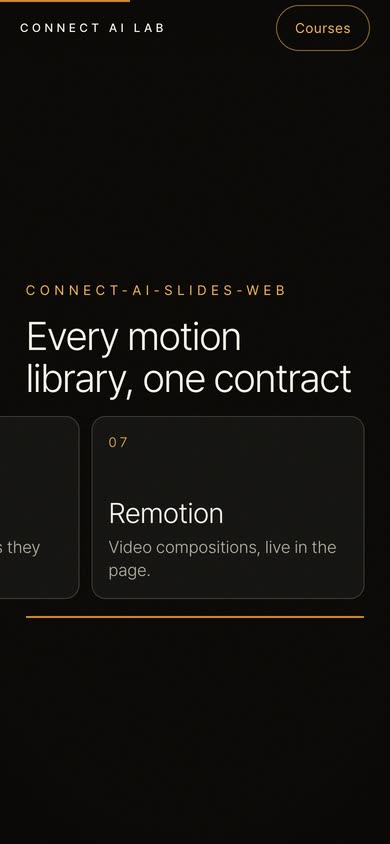 CONNECT AI LAB
Courses
CONNECT-AI-SLIDES-WEB
Every motion
library, one contract
07
Remotion
s they
Video compositions, live in the
page.